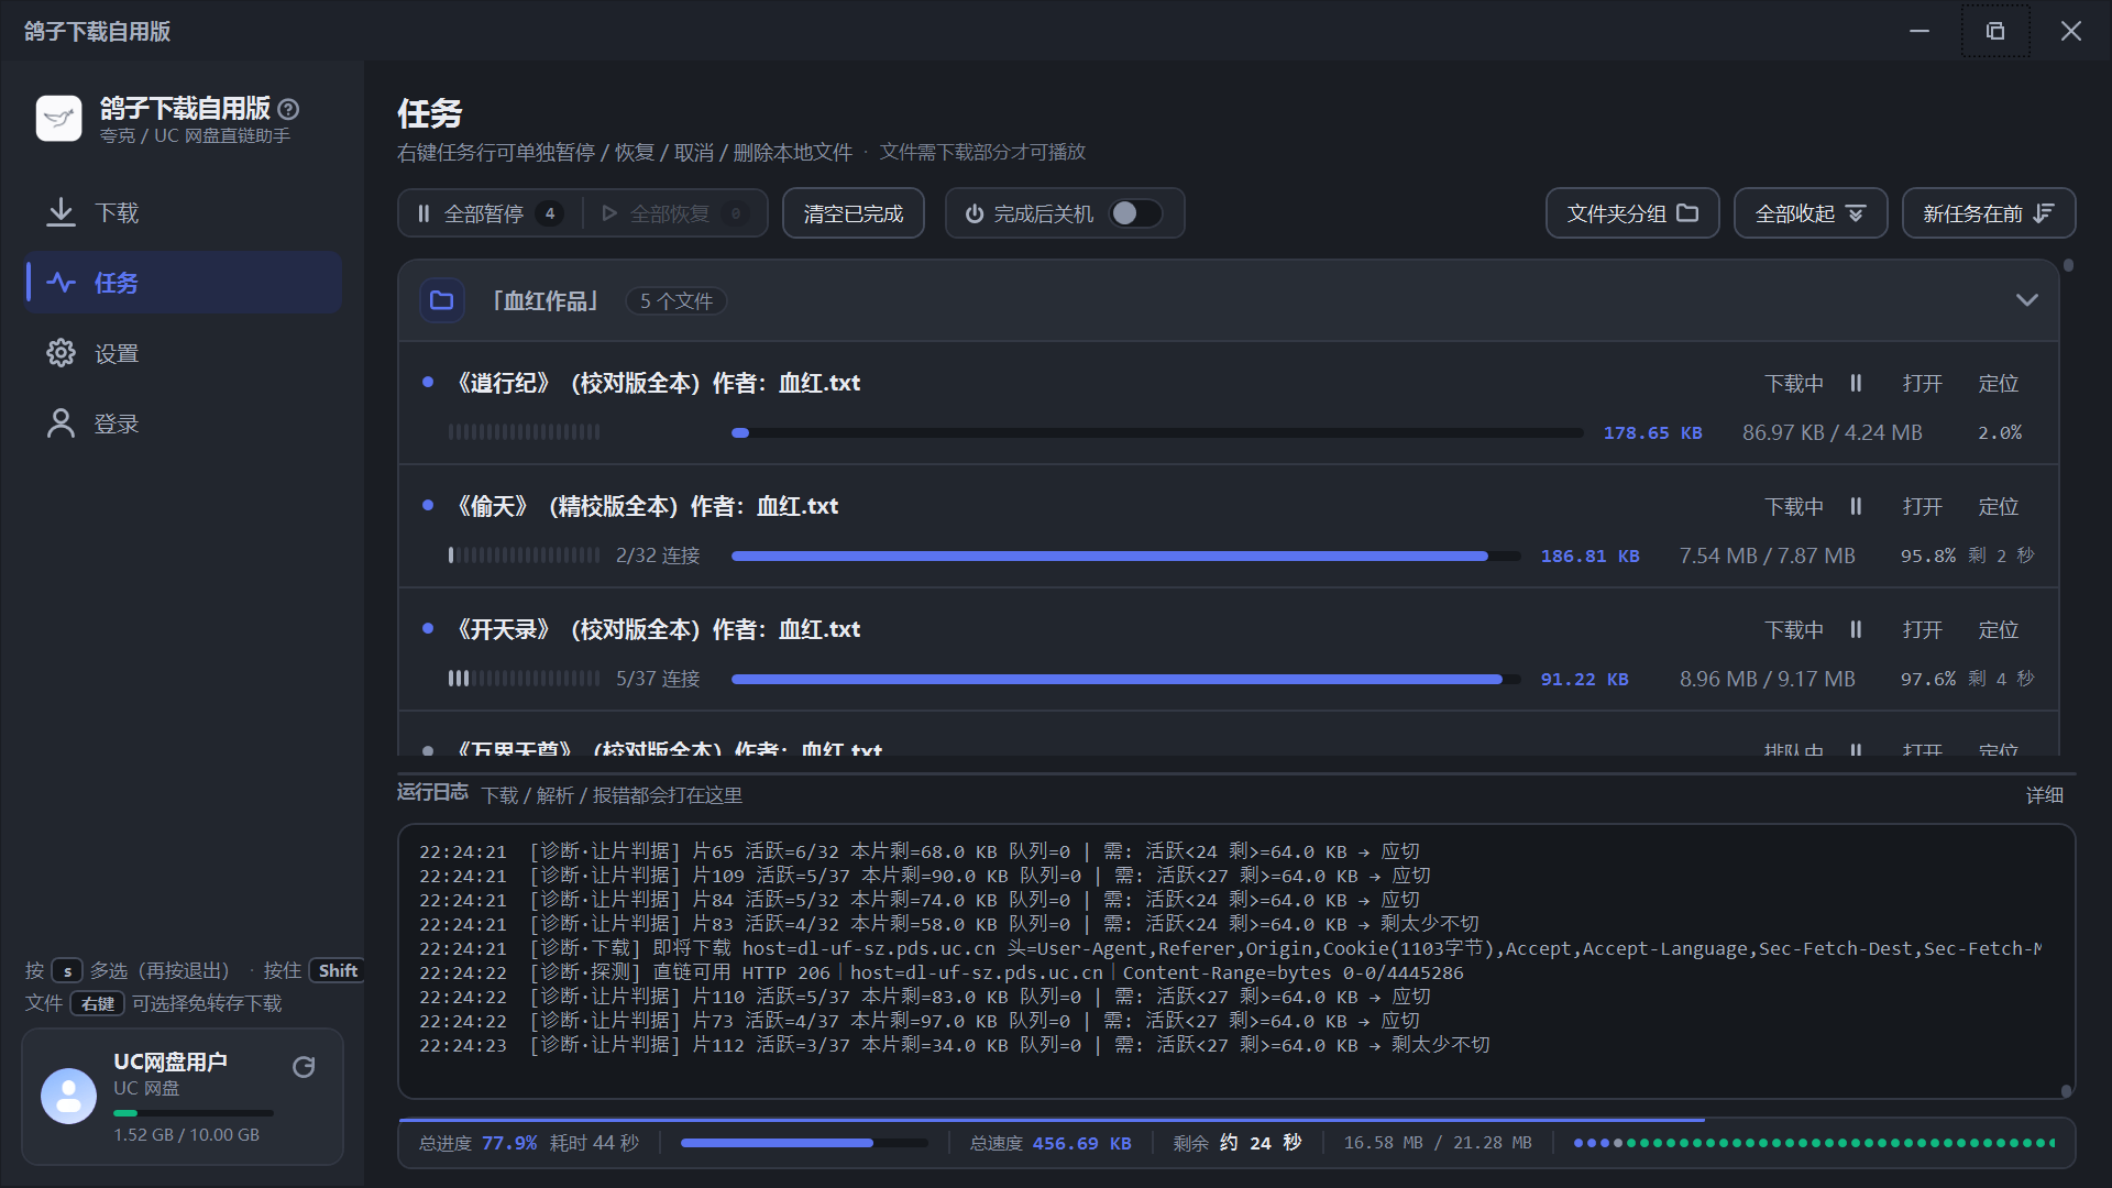 鸽子下载自用版
鸽子下载自用版
夸克 / UC 网盘直链助手
下载
任务
设置
登录
按 s 多选（再按退出） · 按住 Shift
文件 右键 可选择免转存下载
UC网盘用户
UC 网盘
1.52 GB / 10.00 GB
任务
右键任务行可单独暂停 / 恢复 / 取消 / 删除本地文件 · 文件需下载部分才可播放
全部暂停 4 全部恢复 0 清空已完成 完成后关机 文件夹分组 全部收起 新任务在前
「血红作品」 5 个文件
《逍行纪》（校对版全本）作者：血红.txt 下载中 打开 定位
178.65 KB 86.97 KB / 4.24 MB 2.0%
《偷天》（精校版全本）作者：血红.txt 下载中 打开 定位
2/32 连接 186.81 KB 7.54 MB / 7.87 MB 95.8% 剩 2 秒
《开天录》（校对版全本）作者：血红.txt 下载中 打开 定位
5/37 连接 91.22 KB 8.96 MB / 9.17 MB 97.6% 剩 4 秒
《万界天尊》（校对版全本）作者：血红.txt 排队中 打开 定位
运行日志 下载 / 解析 / 报错都会打在这里 详细
22:24:21 [诊断·让片判据] 片65 活跃=6/32 本片剩=68.0 KB 队列=0 | 需: 活跃<24 剩>=64.0 KB → 应切
22:24:21 [诊断·让片判据] 片109 活跃=5/37 本片剩=90.0 KB 队列=0 | 需: 活跃<27 剩>=64.0 KB → 应切
22:24:21 [诊断·让片判据] 片84 活跃=5/32 本片剩=74.0 KB 队列=0 | 需: 活跃<24 剩>=64.0 KB → 应切
22:24:21 [诊断·让片判据] 片83 活跃=4/32 本片剩=58.0 KB 队列=0 | 需: 活跃<24 剩>=64.0 KB → 剩太少不切
22:24:21 [诊断·下载] 即将下载 host=dl-uf-sz.pds.uc.cn 头=User-Agent,Referer,Origin,Cookie(1103字节),Accept,Accept-Language,Sec-Fetch-Dest,Sec-Fetch-M
22:24:22 [诊断·探测] 直链可用 HTTP 206｜host=dl-uf-sz.pds.uc.cn｜Content-Range=bytes 0-0/4445286
22:24:22 [诊断·让片判据] 片110 活跃=5/37 本片剩=83.0 KB 队列=0 | 需: 活跃<27 剩>=64.0 KB → 应切
22:24:22 [诊断·让片判据] 片73 活跃=4/37 本片剩=97.0 KB 队列=0 | 需: 活跃<27 剩>=64.0 KB → 应切
22:24:23 [诊断·让片判据] 片112 活跃=3/37 本片剩=34.0 KB 队列=0 | 需: 活跃<27 剩>=64.0 KB → 剩太少不切
总进度 77.9% 耗时 44 秒 总速度 456.69 KB 剩余 约 24 秒 16.58 MB / 21.28 MB